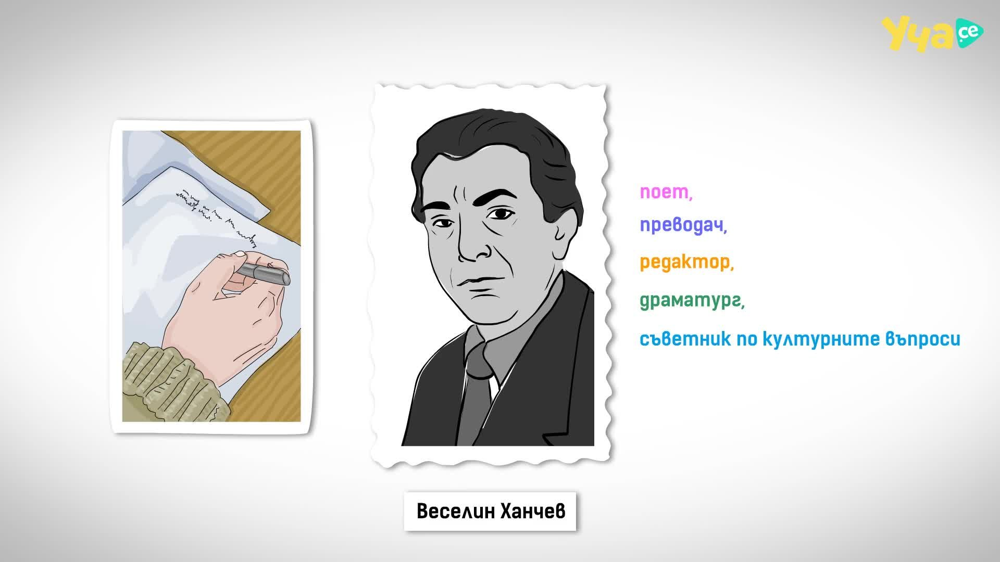 Уча.се
поет,
преводач,
редактор,
драматург,
съветник по културните въпроси
Веселин Ханчев